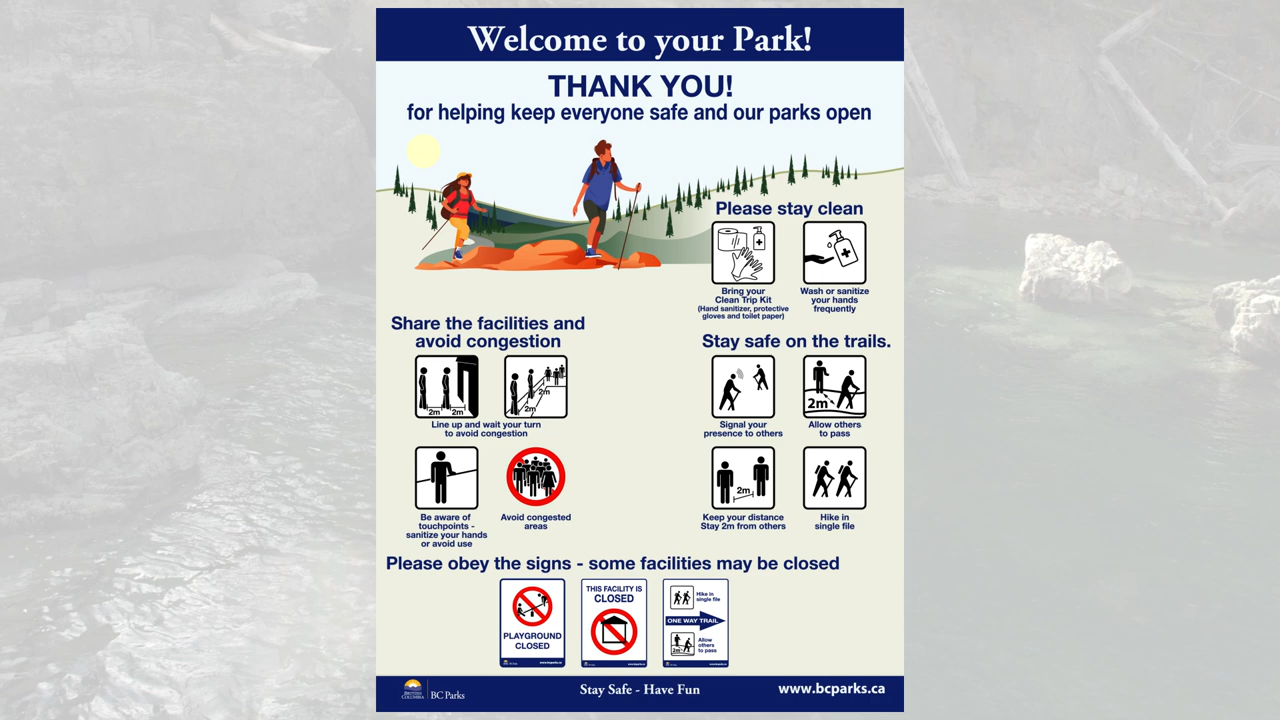 Welcome to your Park!
THANK YOU!
for helping keep everyone safe and our parks open
Please stay clean
Bring your
Clean Trip Kit
(Hand sanitizer, protective
gloves and toilet paper)
Wash or sanitize
your hands
frequently
Share the facilities and
avoid congestion
2m 2m
2m
2m
Line up and wait your turn
to avoid congestion
Be aware of
touchpoints -
sanitize your hands
or avoid use
Avoid congested
areas
Stay safe on the trails.
Signal your
presence to others
2m
Allow others
to pass
2m
Keep your distance
Stay 2m from others
Hike in
single file
Please obey the signs - some facilities may be closed
PLAYGROUND
CLOSED
www.bcparks.ca
THIS FACILITY IS
CLOSED
Hike in
single file
ONE WAY TRAIL
2m
Allow
others
to pass
BRITISH
COLUMBIA
BC Parks
Stay Safe - Have Fun
www.bcparks.ca